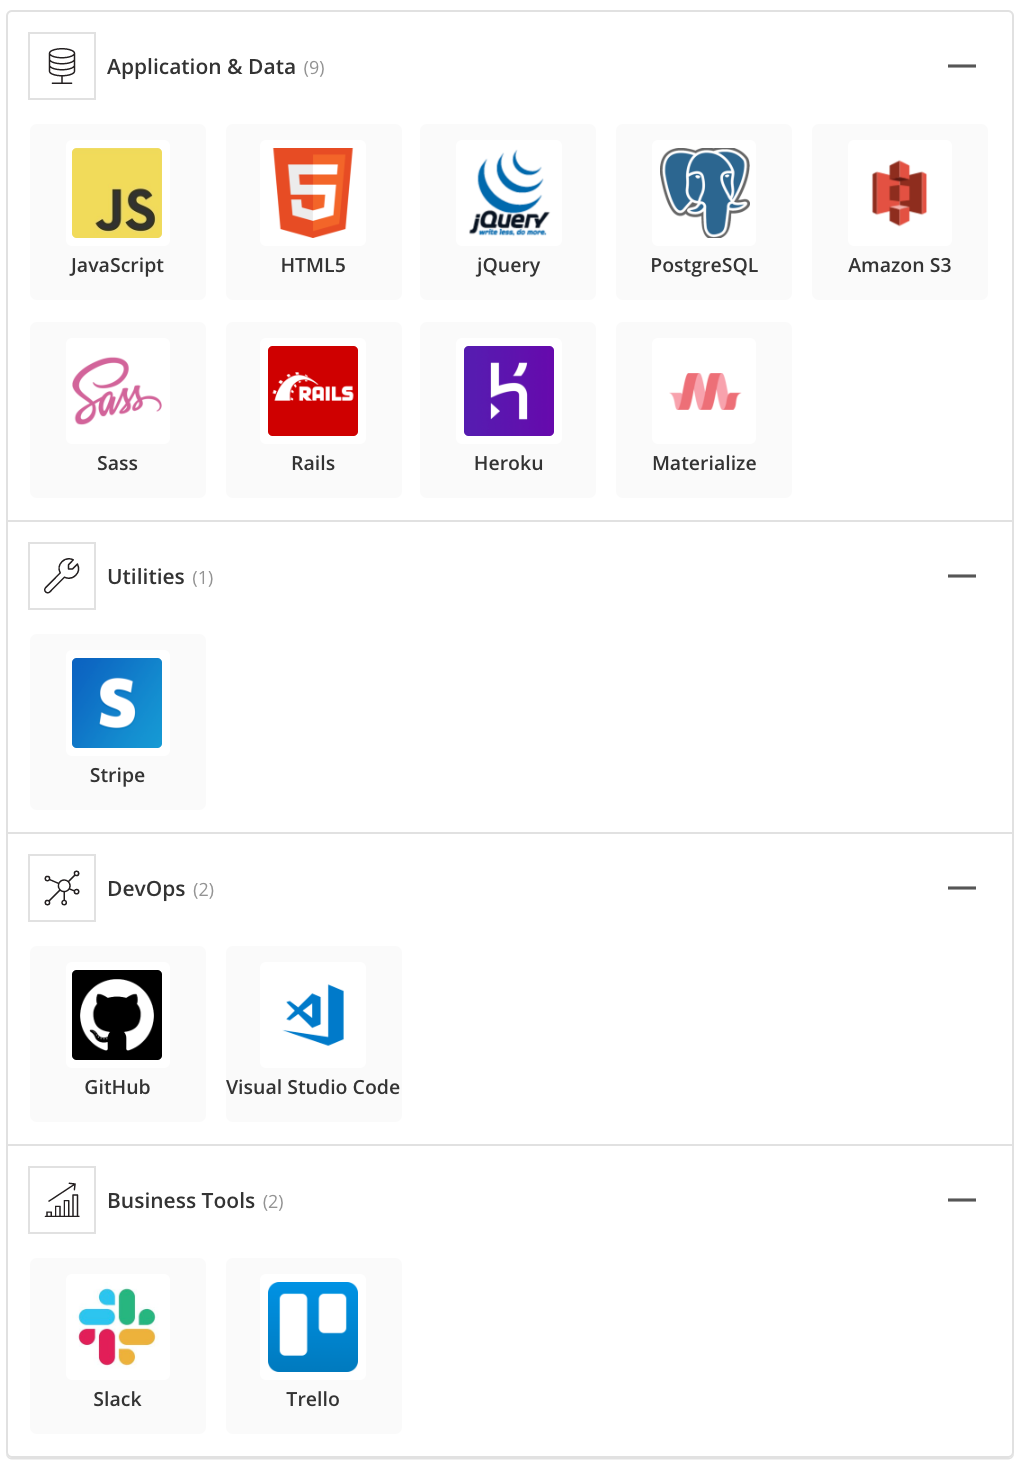 Application & Data (9)
JS
5
jQuery
write less, do more.
JavaScript HTML5 jQuery PostgreSQL Amazon S3
Sass
RAILS
Sass Rails Heroku Materialize
Utilities (1)
S
Stripe
DevOps (2)
GitHub Visual Studio Code
Business Tools (2)
Slack Trello